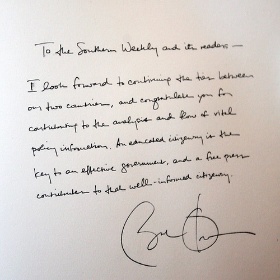 To the Southern Weekly and its readers —
I look forward to continuing the ties between
our two countries, and congratulate you for
contributing to the analysis and flow of vital
policy information. An educated citizenry is the
key to an effective government, and a free press
contributes to that well-informed citizenry.